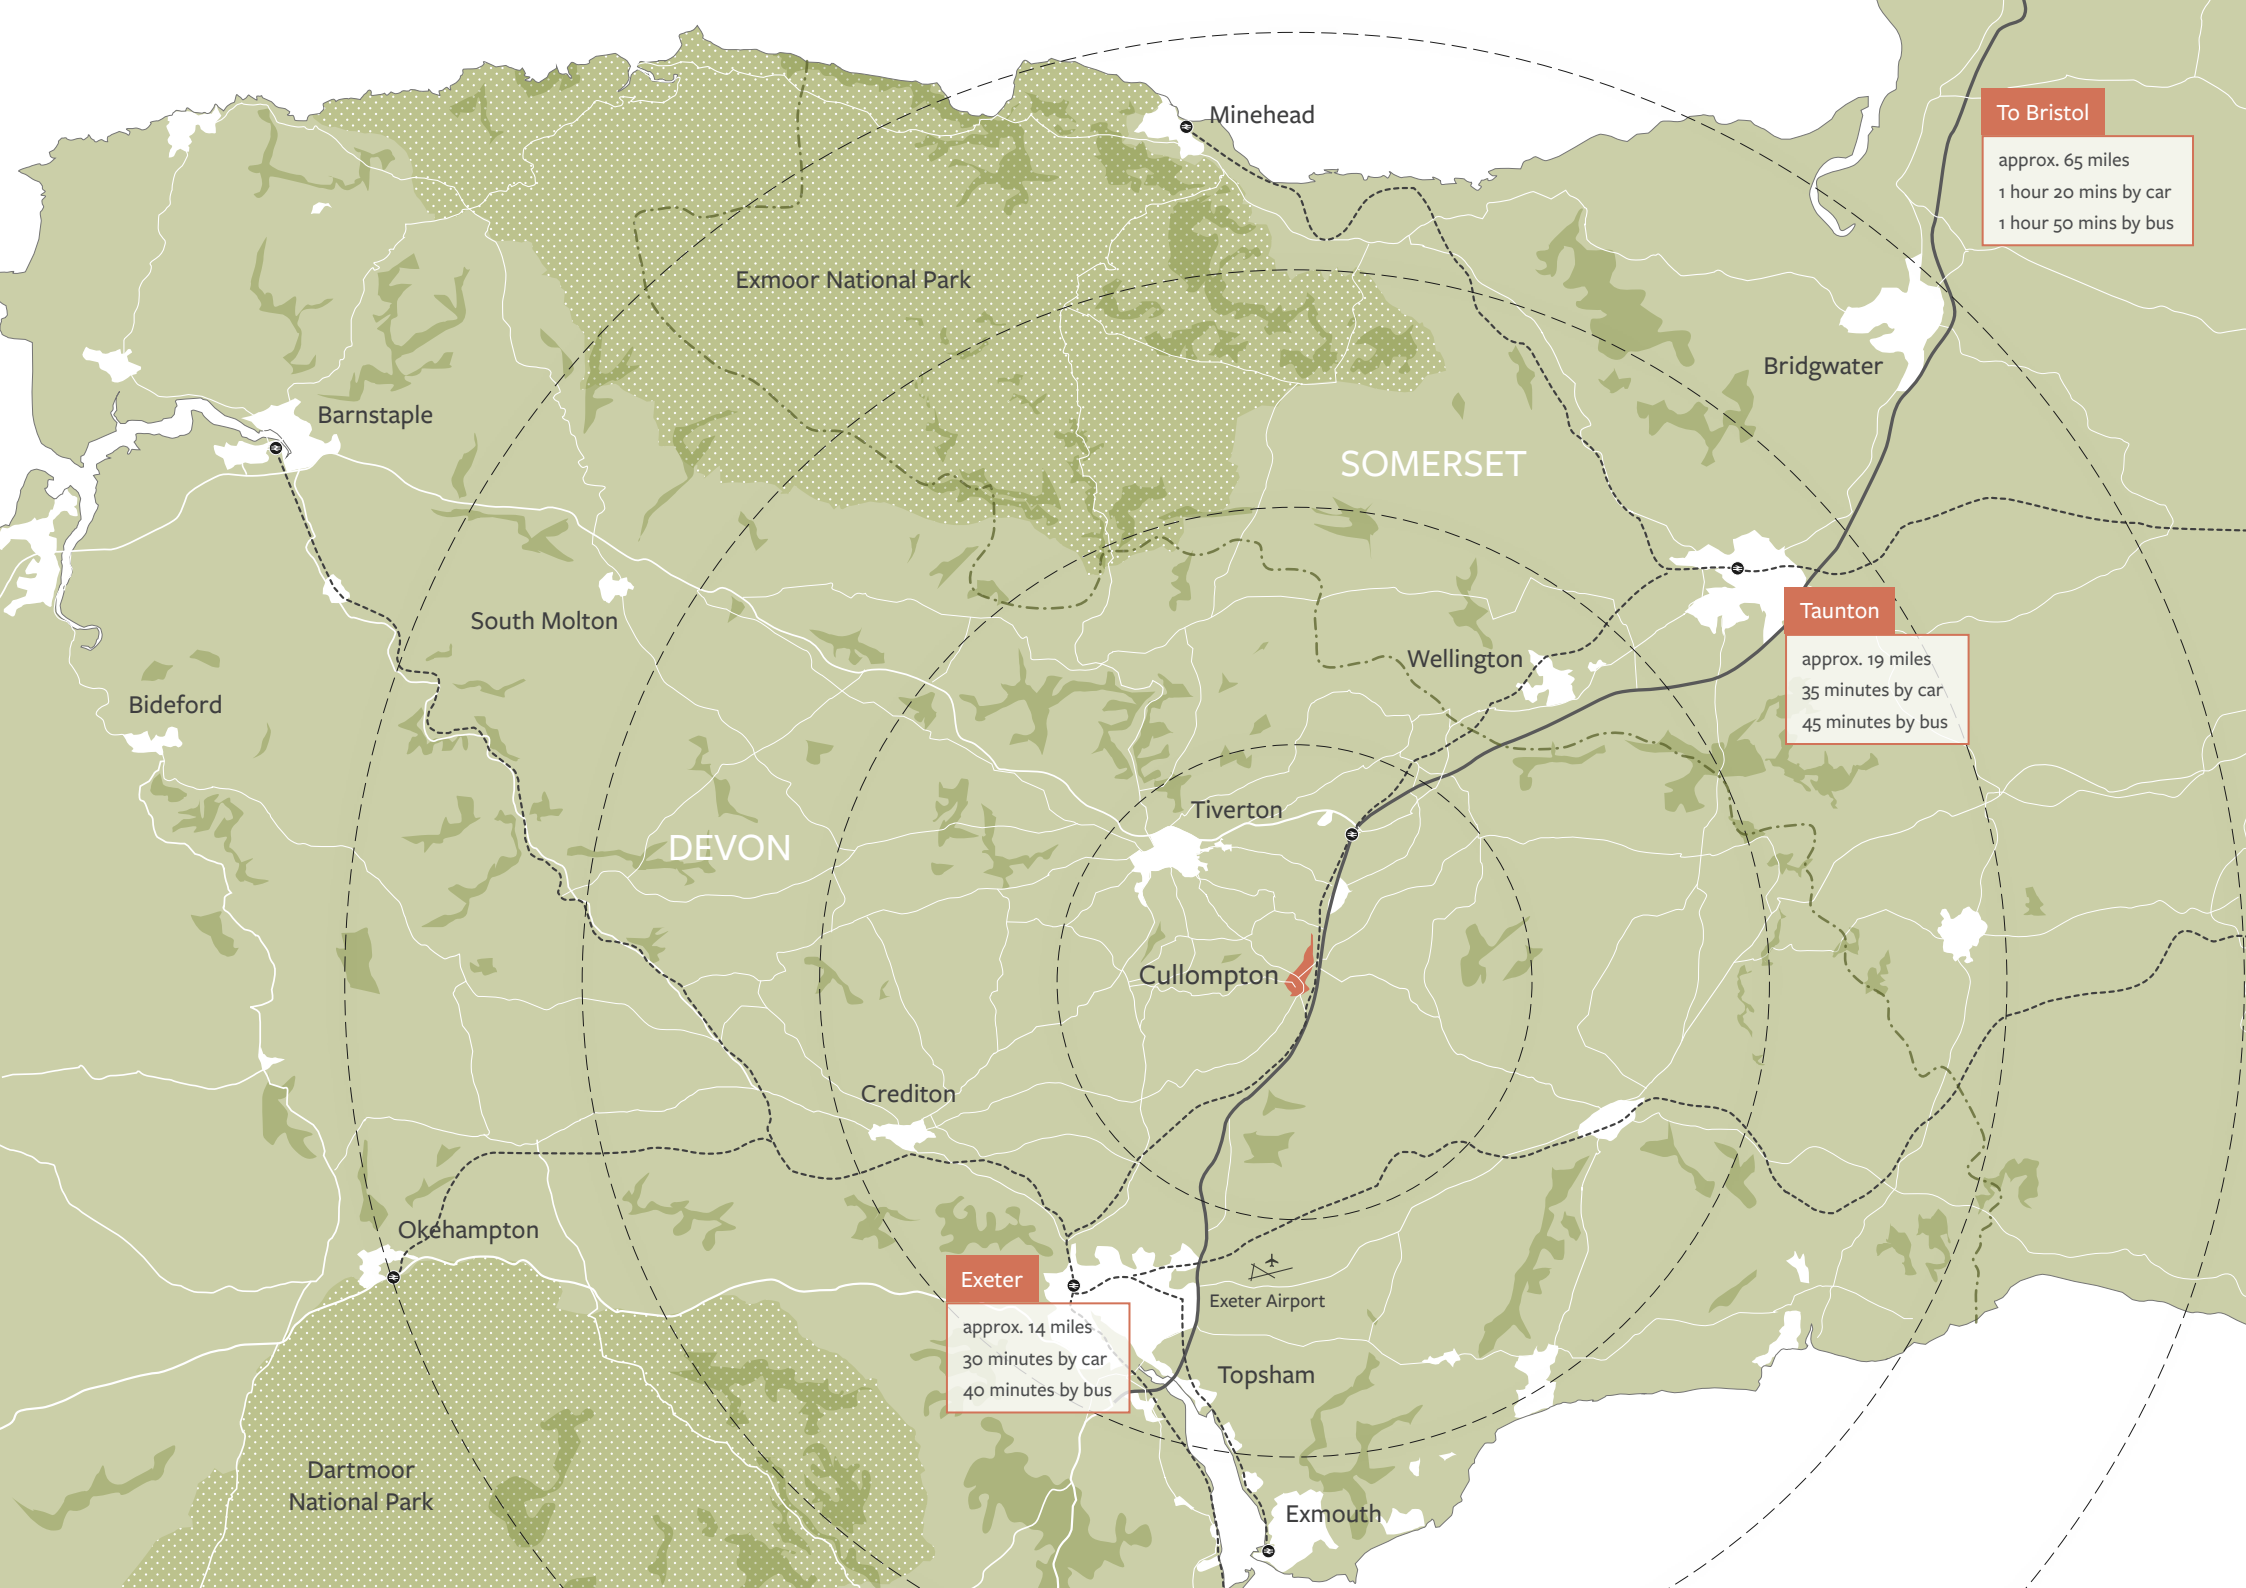 Minehead
To Bristol
approx. 65 miles
1 hour 20 mins by car
1 hour 50 mins by bus
Exmoor National Park
Bridgwater
Barnstaple
SOMERSET
South Molton
Taunton
approx. 19 miles
35 minutes by car
45 minutes by bus
Wellington
Bideford
Tiverton
DEVON
Cullompton
Crediton
Okehampton
Exeter
approx. 14 miles
30 minutes by car
40 minutes by bus
Exeter Airport
Topsham
Dartmoor
National Park
Exmouth